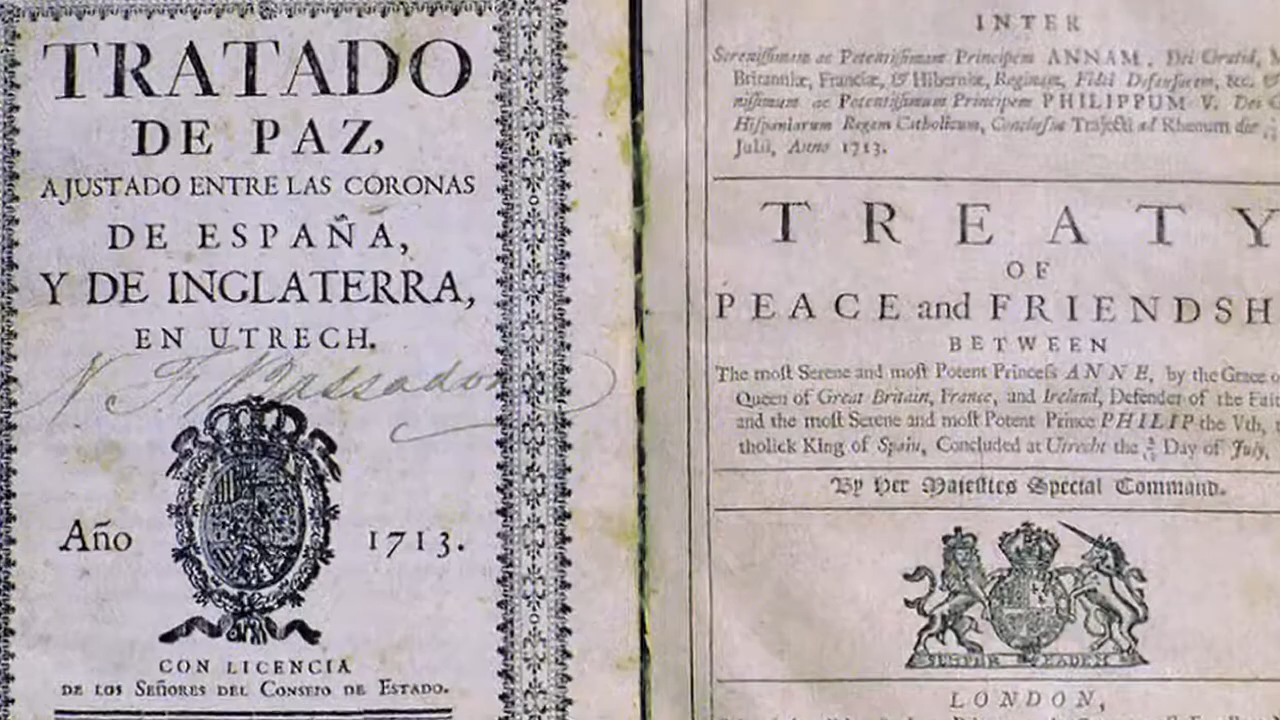 TRATADO
DE PAZ,
AJUSTADO ENTRE LAS CORONAS
DE ESPAÑA,
Y DE INGLATERRA,
EN UTRECH.
Año 1713.
CON LICENCIA
DE LOS SEÑORES DEL CONSEJO DE ESTADO.
INTER
Sereniſſimam ac Potentiſſimam Principem ANNAM, Dei Gratiâ,
Britanniæ, Franciæ, & Hiberniæ, Reginam, Fidei Defenſorem, &c.
niſſimum ac Potentiſſimum Principem PHILIPPUM V. Dei
Hiſpaniarum Regem Catholicum, Concluſus Trajecti ad Rhenum die
Julii, Anno 1713.
TREATY
OF
PEACE and FRIENDSH
BETWEEN
The moſt Serene and moſt Potent Princeſs ANNE, by the Grace o
Queen of Great Britain, France, and Ireland, Defender of the Fait
and the moſt Serene and moſt Potent Prince PHILIP the Vth,
tholick King of Spain, Concluded at Utrecht the Day of July,
By Her Majeſties Special Command.
SEMPER EADEM
LONDON,